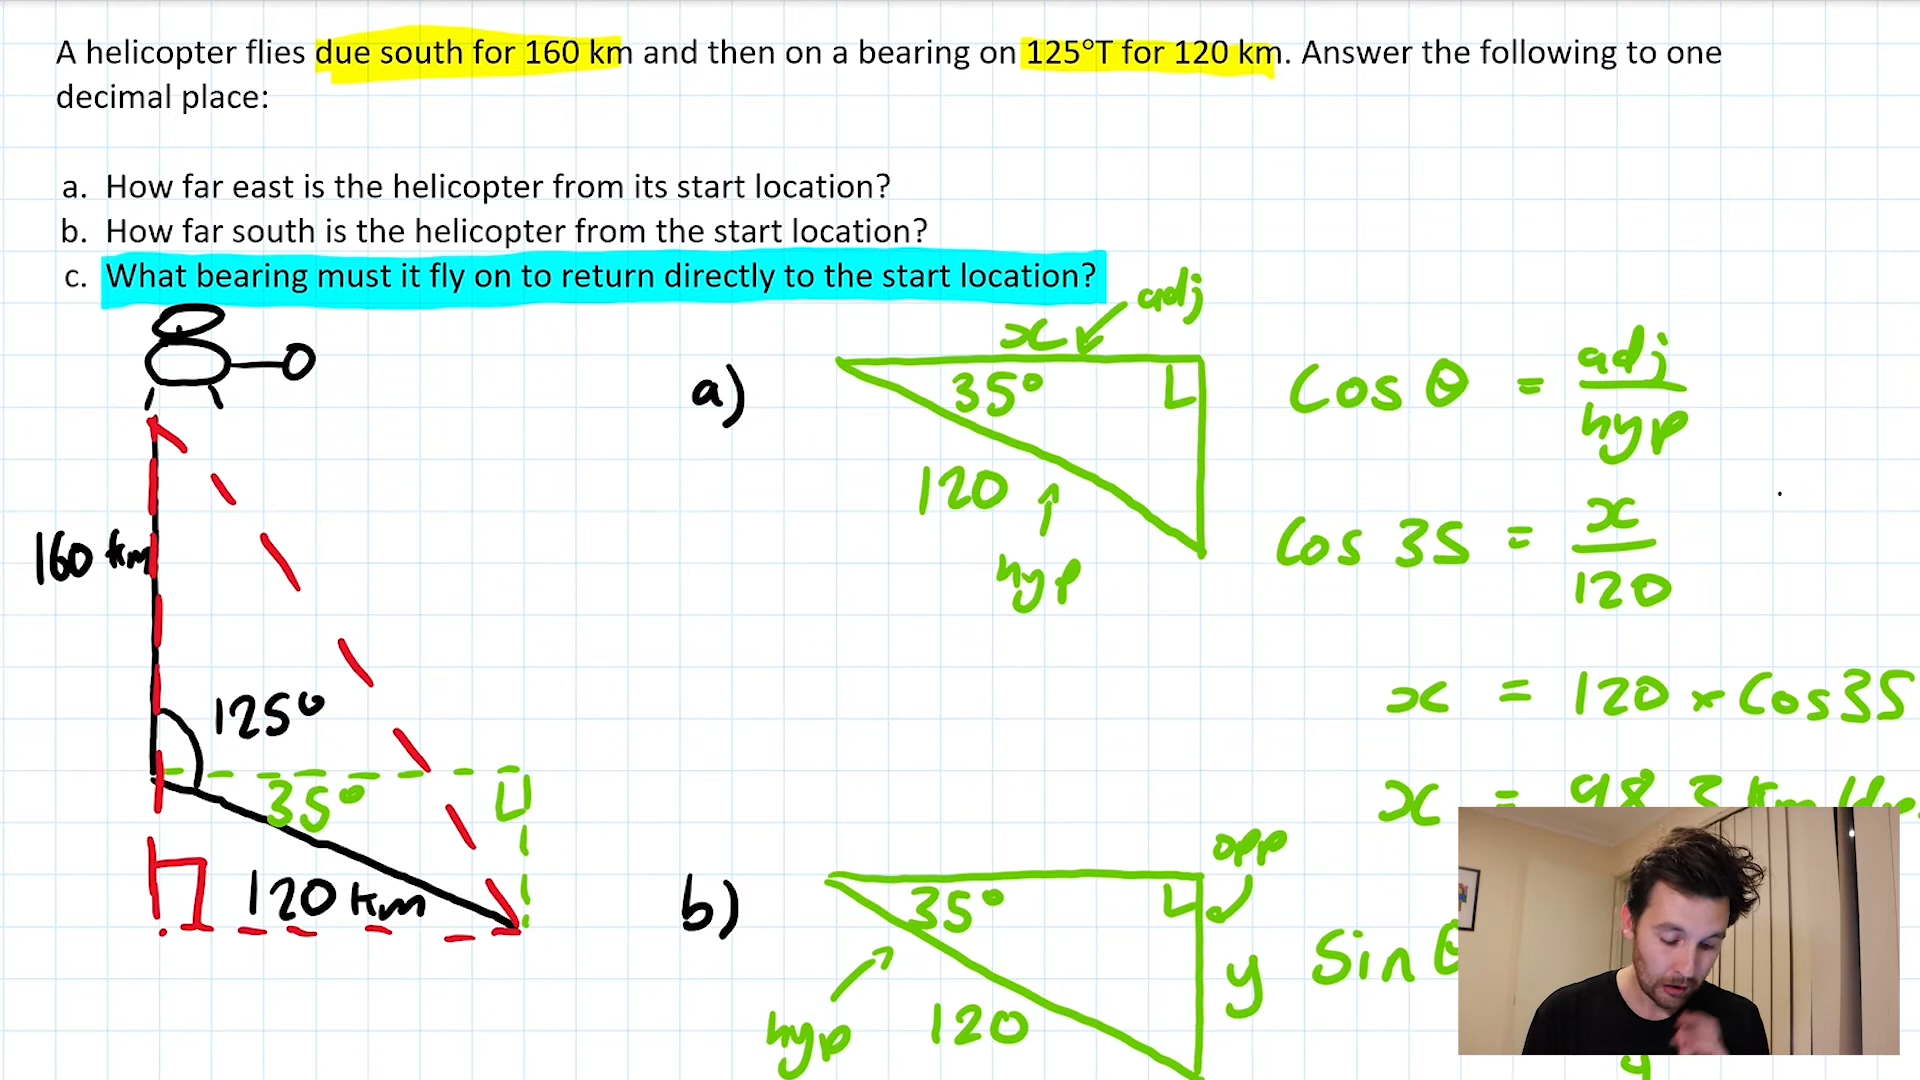 A helicopter flies due south for 160 km and then on a bearing on 125°T for 120 km. Answer the following to one
decimal place:
a. How far east is the helicopter from its start location?
b. How far south is the helicopter from the start location?
c. What bearing must it fly on to return directly to the start location?
160 km
125°
35°
120 km
a)
x
adj
35°
120
hyp
Cos θ = adj/hyp
Cos 35 = x/120
x = 120 × Cos35
x = 98.3 km
b)
35°
opp
hyp
120
y
Sin θ